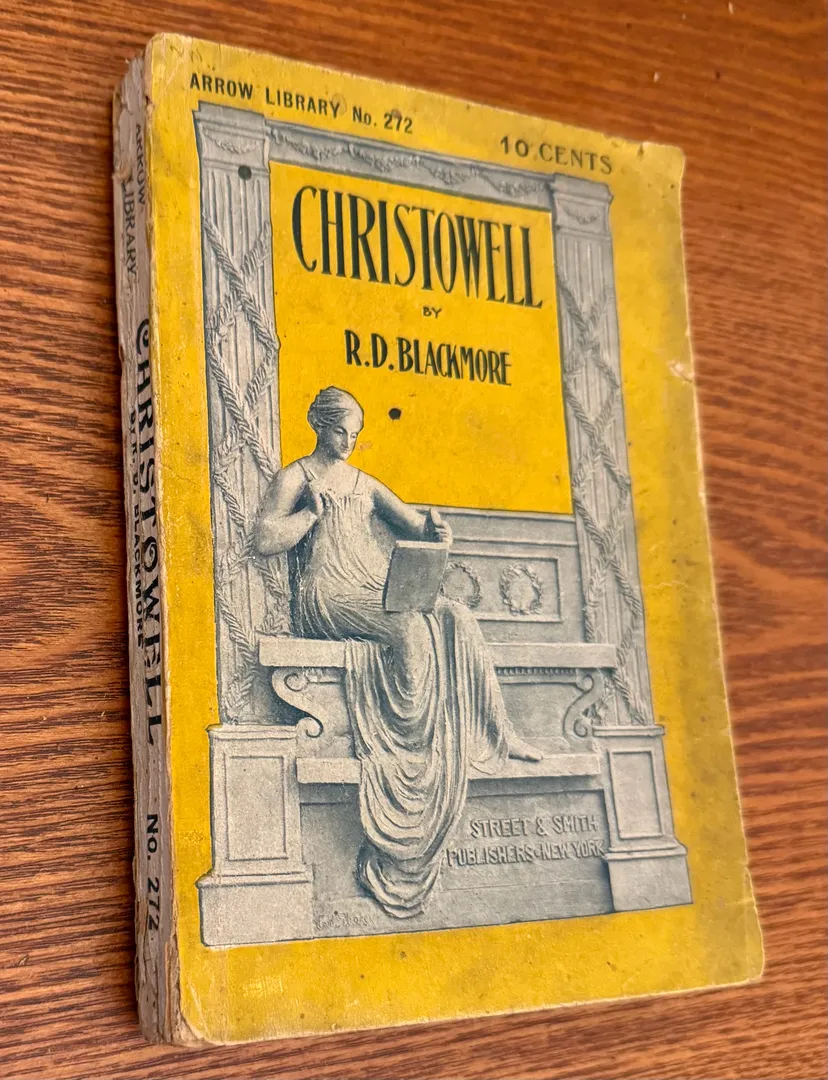 ARROW LIBRARY No. 272
10 CENTS
CHRISTOWELL
BY
R.D. BLACKMORE
STREET & SMITH
PUBLISHERS • NEW YORK
ARROW LIBRARY
CHRISTOWELL
BY R. D. BLACKMORE
No. 272